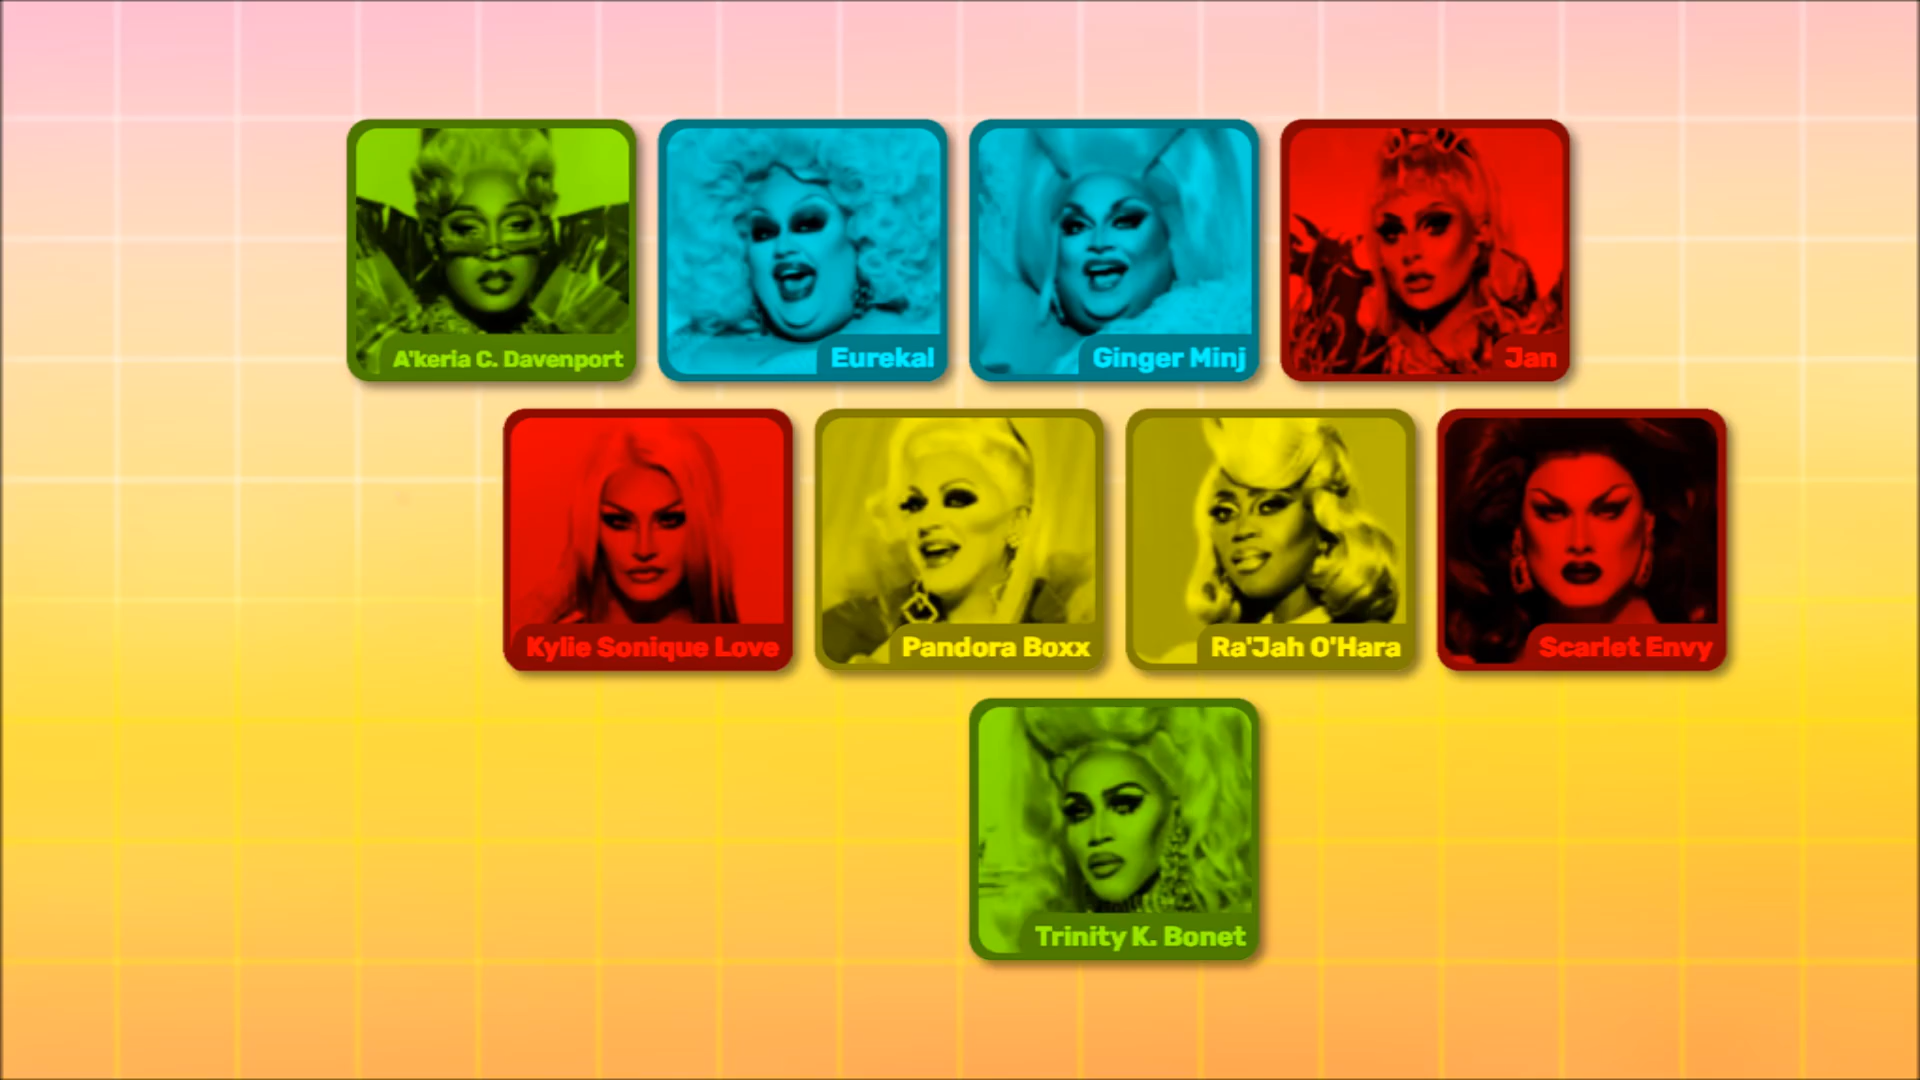 A'keria C. Davenport
Eureka!
Ginger Minj
Jan
Kylie Sonique Love
Pandora Boxx
Ra'Jah O'Hara
Scarlet Envy
Trinity K. Bonet